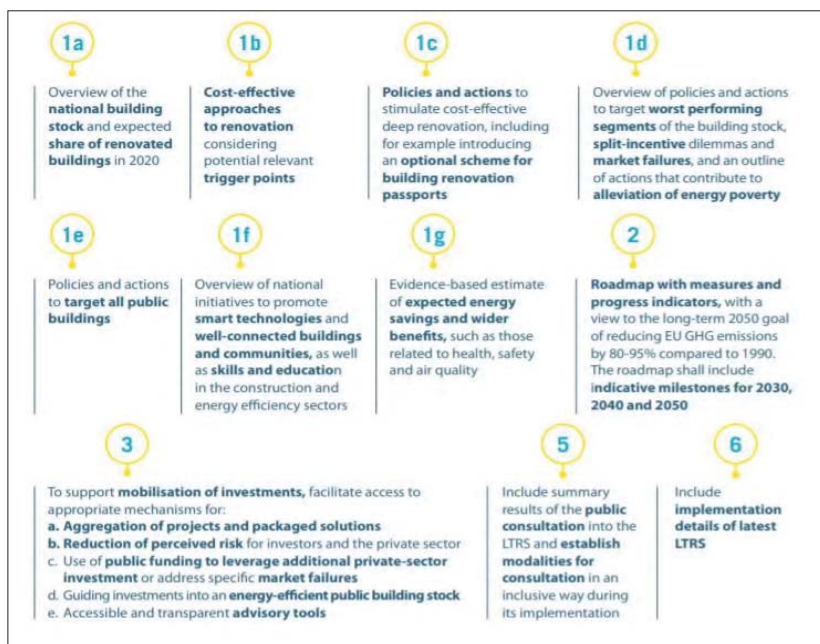 1a
Overview of the
national building
stock and expected
share of renovated
buildings in 2020
1b
Cost-effective
approaches
to renovation
considering
potential relevant
trigger points
1c
Policies and actions to
stimulate cost-effective
deep renovation, including
for example introducing
an optional scheme for
building renovation
passports
1d
Overview of policies and actions
to target worst performing
segments of the building stock,
split-incentive dilemmas and
market failures, and an outline
of actions that contribute to
alleviation of energy poverty
1e
Policies and actions
to target all public
buildings
1f
Overview of national
initiatives to promote
smart technologies and
well-connected buildings
and communities, as well
as skills and education
in the construction and
energy efficiency sectors
1g
Evidence-based estimate
of expected energy
savings and wider
benefits, such as those
related to health, safety
and air quality
2
Roadmap with measures and
progress indicators, with a
view to the long-term 2050 goal
of reducing EU GHG emissions
by 80-95% compared to 1990.
The roadmap shall include
indicative milestones for 2030,
2040 and 2050
3
To support mobilisation of investments, facilitate access to
appropriate mechanisms for:
a. Aggregation of projects and packaged solutions
b. Reduction of perceived risk for investors and the private sector
c. Use of public funding to leverage additional private-sector
investment or address specific market failures
d. Guiding investments into an energy-efficient public building stock
e. Accessible and transparent advisory tools
5
Include summary
results of the public
consultation into the
LTRS and establish
modalities for
consultation in an
inclusive way during
its implementation
6
Include
implementation
details of latest
LTRS